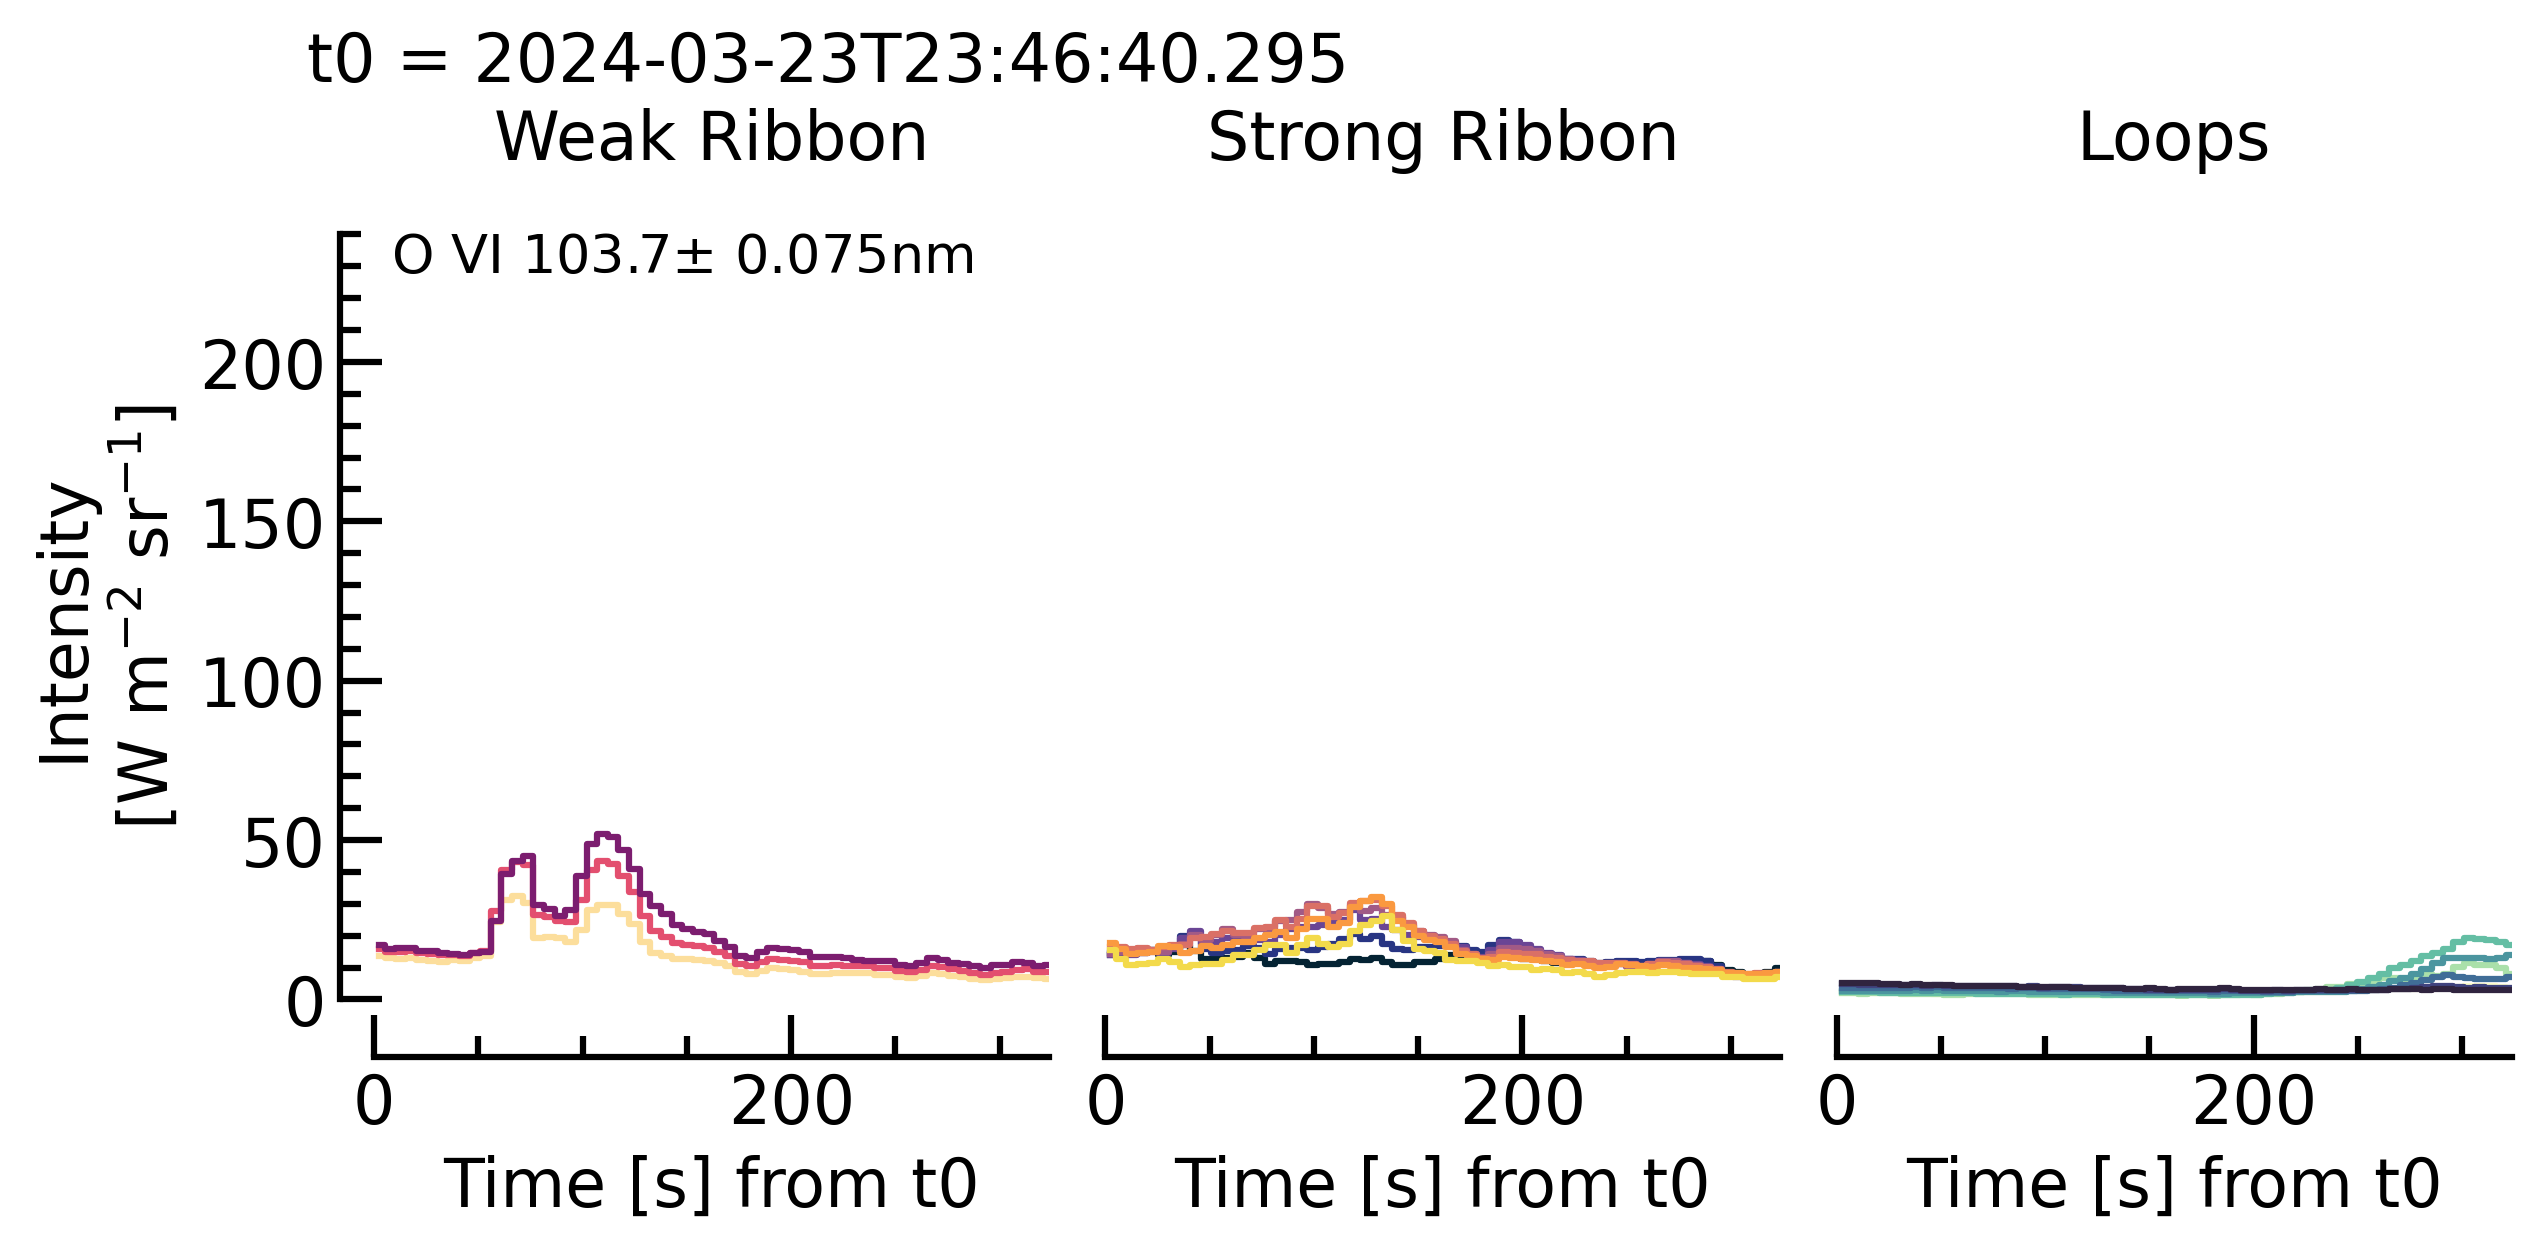 t0 = 2024-03-23T23:46:40.295
Weak Ribbon
Strong Ribbon
Loops
O VI 103.7± 0.075nm
Intensity
[W m⁻² sr⁻¹]
200
150
100
50
0
0 200
0 200
0 200
Time [s] from t0
Time [s] from t0
Time [s] from t0